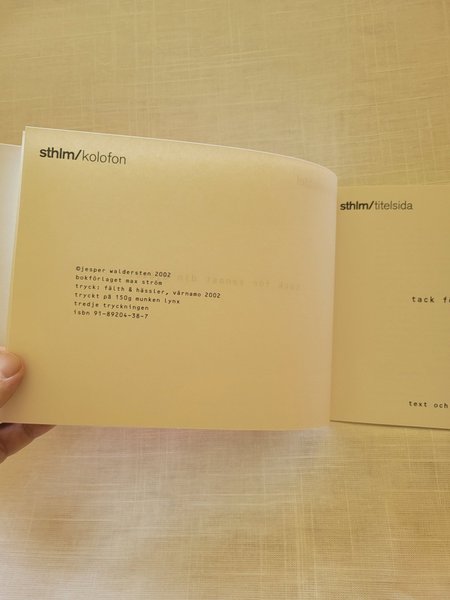 sthlm/kolofon
©jesper waldersten 2002
bokförlaget max ström
tryck: fälth & hässler, värnamo 2002
tryckt på 150g munken lynx
tredje tryckningen
isbn 91-89204-38-7
sthlm/titelsida
tack
text och